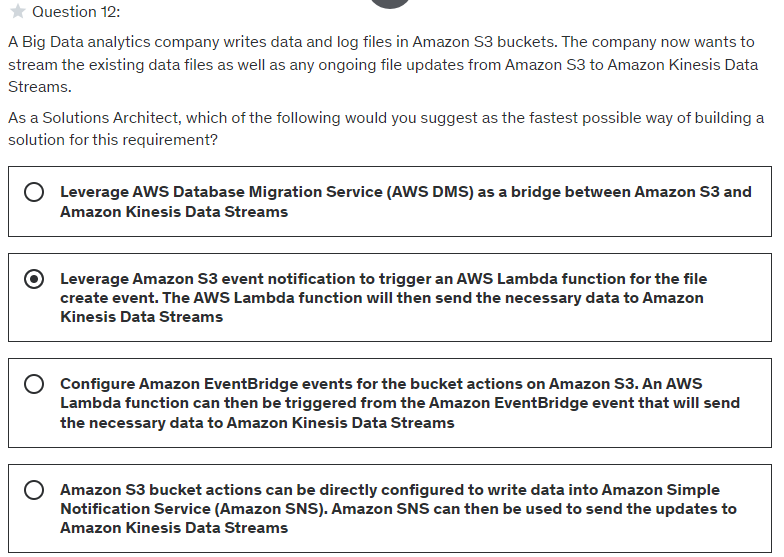 Question 12:
A Big Data analytics company writes data and log files in Amazon S3 buckets. The company now wants to
stream the existing data files as well as any ongoing file updates from Amazon S3 to Amazon Kinesis Data
Streams.
As a Solutions Architect, which of the following would you suggest as the fastest possible way of building a
solution for this requirement?
Leverage AWS Database Migration Service (AWS DMS) as a bridge between Amazon S3 and
Amazon Kinesis Data Streams
Leverage Amazon S3 event notification to trigger an AWS Lambda function for the file
create event. The AWS Lambda function will then send the necessary data to Amazon
Kinesis Data Streams
Configure Amazon EventBridge events for the bucket actions on Amazon S3. An AWS
Lambda function can then be triggered from the Amazon EventBridge event that will send
the necessary data to Amazon Kinesis Data Streams
Amazon S3 bucket actions can be directly configured to write data into Amazon Simple
Notification Service (Amazon SNS). Amazon SNS can then be used to send the updates to
Amazon Kinesis Data Streams